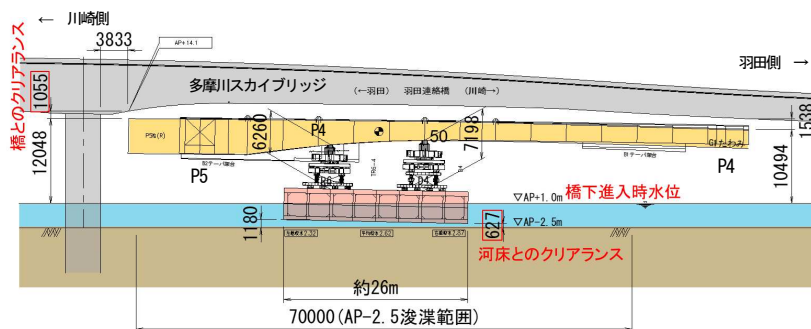 ← 川崎側
3833
AP+14.1
羽田側 →
多摩川スカイブリッジ
(←羽田) 羽田連絡橋 (川崎→)
橋とのクリアランス
1055
12048
P5
P4
6260
50
7198
1538
10494
P4
1180
627
▽AP+1.0m
橋下進入時水位
▽AP-2.5m
河床とのクリアランス
約26m
70000(AP-2.5浚渫範囲)